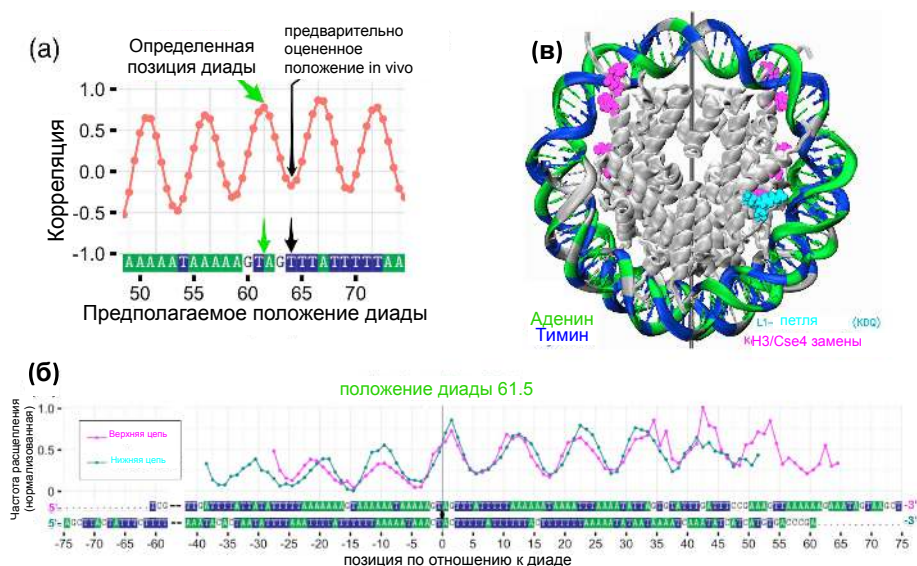 (а)
Определенная
позиция диады
предварительно
оцененное
положение in vivo
Корреляция
1.0
0.5
0.0
-0.5
-1.0
AAAAATAAAAAGTAGTTTATTTTTAA
50 55 60 65 70
Предполагаемое положение диады
(в)
Аденин
Тимин
L1- петля (KDQ)
H3/Cse4 замены
(б)
положение диады 61.5
Частота расщепления
(нормализованная)
1.0
0.5
0
Верхняя цепь
Нижняя цепь
5'-
-3'
5'-
-3'
-75 -70 -65 -60 -55 -50 -40 -35 -30 -25 -20 -15 -10 -5 0 5 10 15 20 25 30 35 40 45 50 55 60 65 70 75
позиция по отношению к диаде